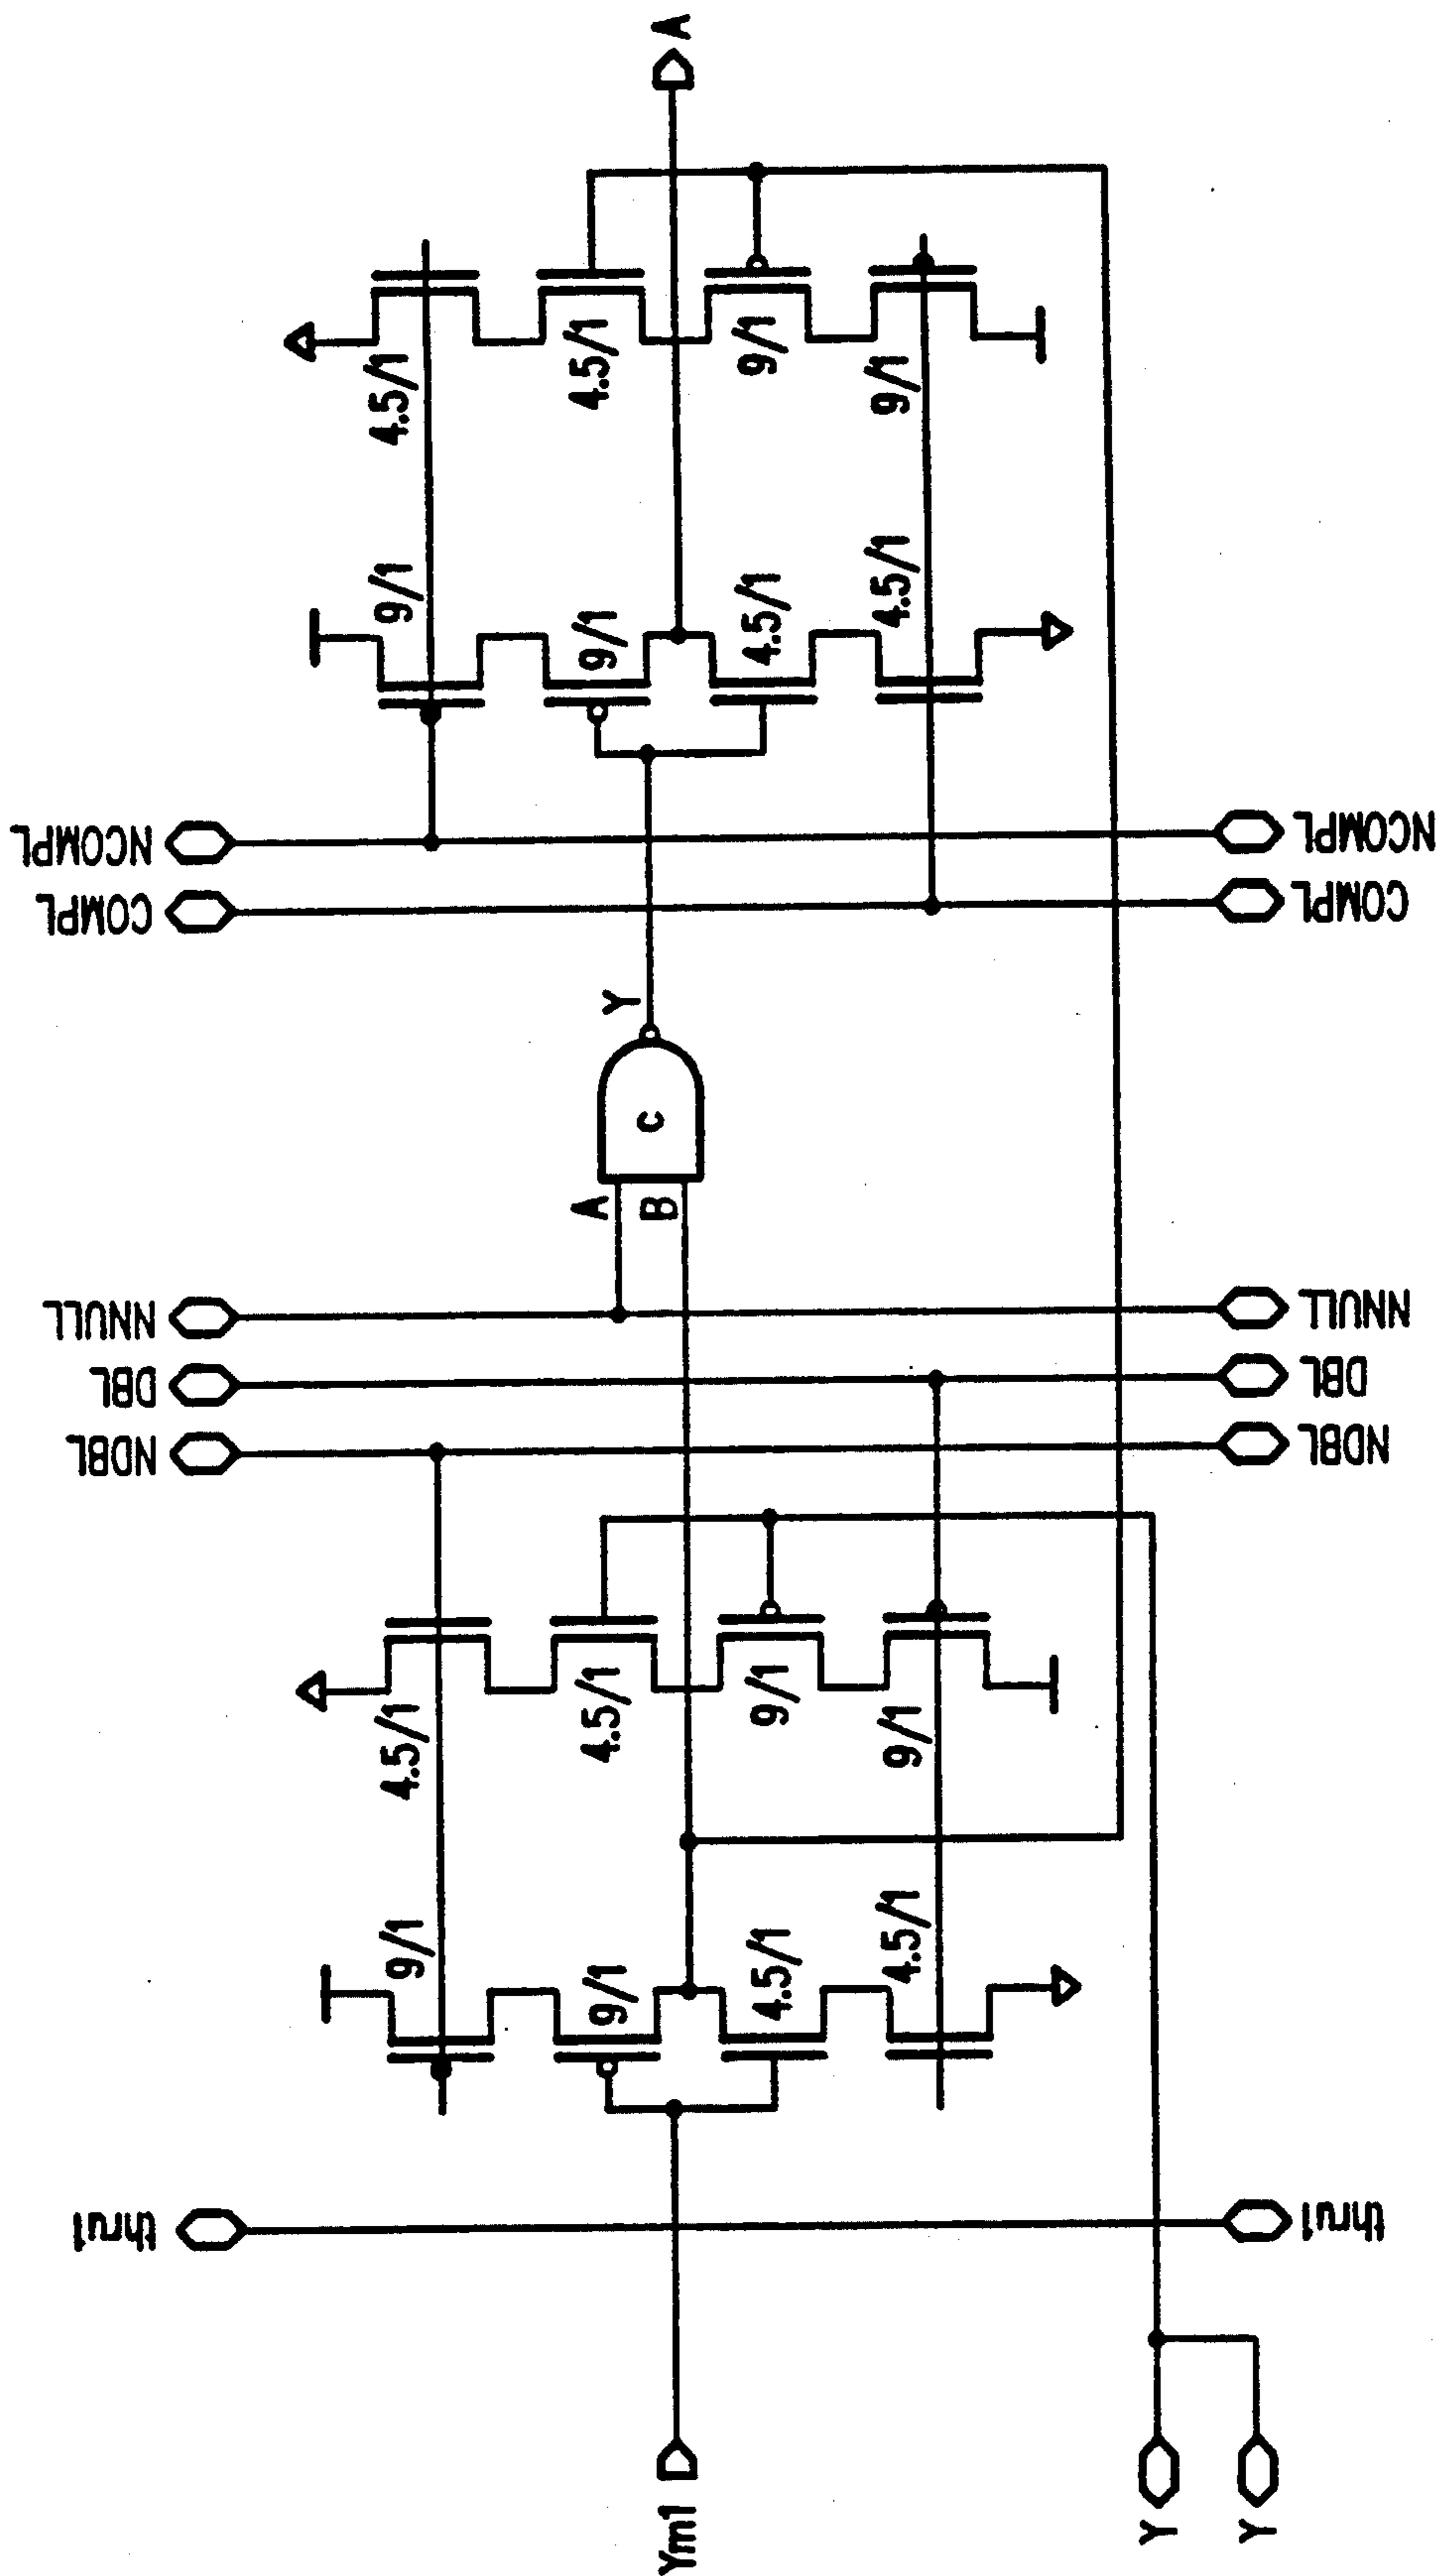 NCOMPL
COMPL
NNULL
DBL
NDBL
thru1
A
4.5/1
4.5/1
9/1
9/1
9/1
9/1
4.5/1
4.5/1
Y
c
A
B
4.5/1
4.5/1
9/1
9/1
9/1
9/1
4.5/1
4.5/1
Ym1
Y
Y
NCOMPL
COMPL
NNULL
DBL
NDBL
thru1